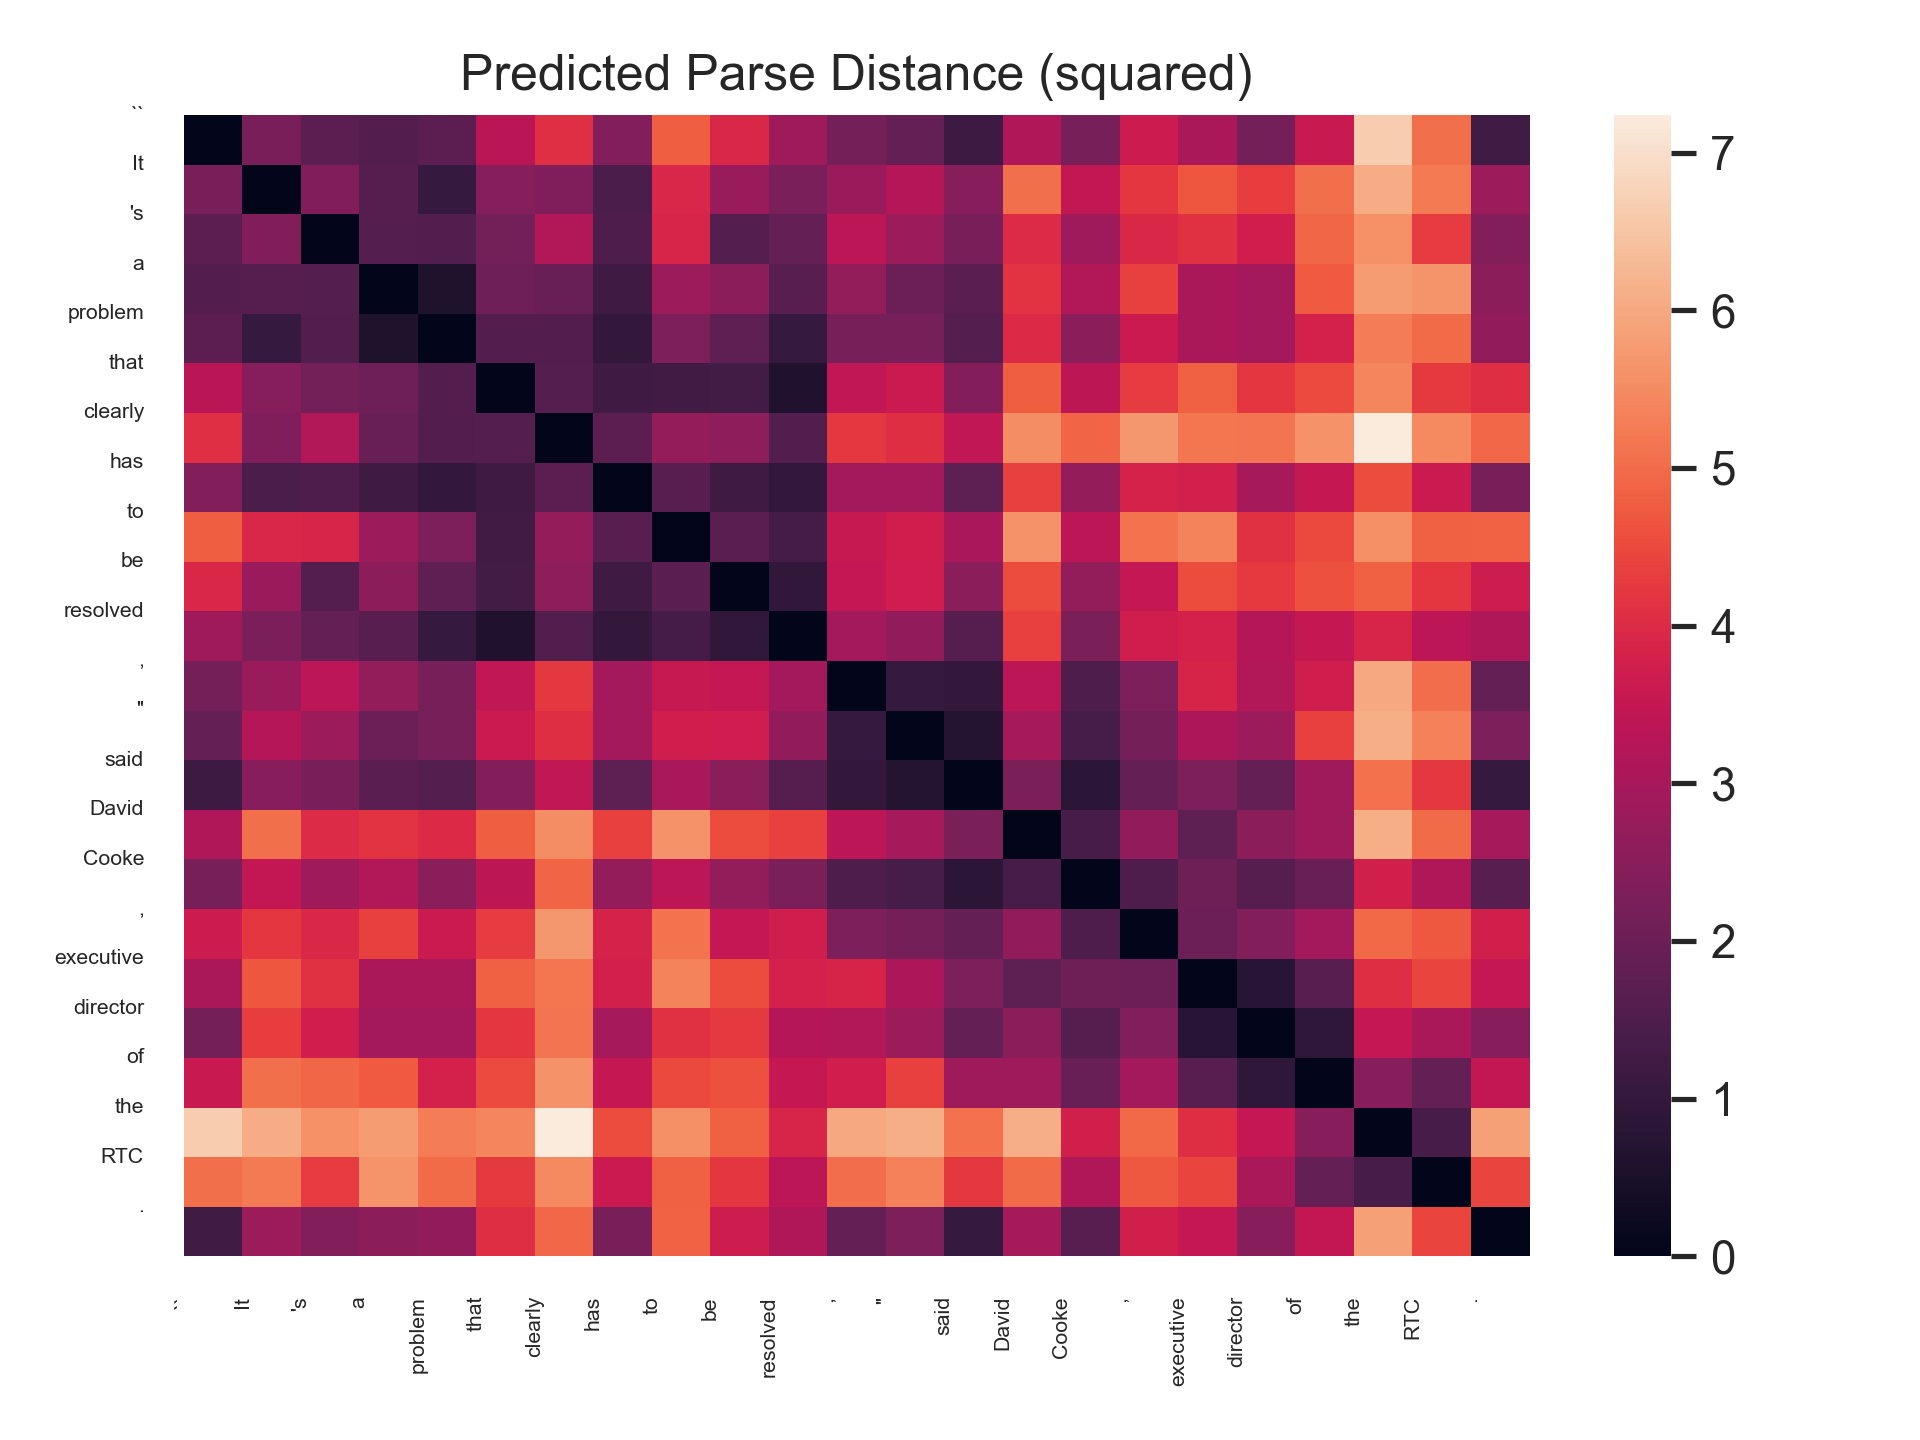 Predicted Parse Distance (squared)
``
It
's
a
problem
that
clearly
has
to
be
resolved
,
''
said
David
Cooke
,
executive
director
of
the
RTC
.
7
6
5
4
3
2
1
0
``
It
's
a
problem
that
clearly
has
to
be
resolved
,
''
said
David
Cooke
,
executive
director
of
the
RTC
.